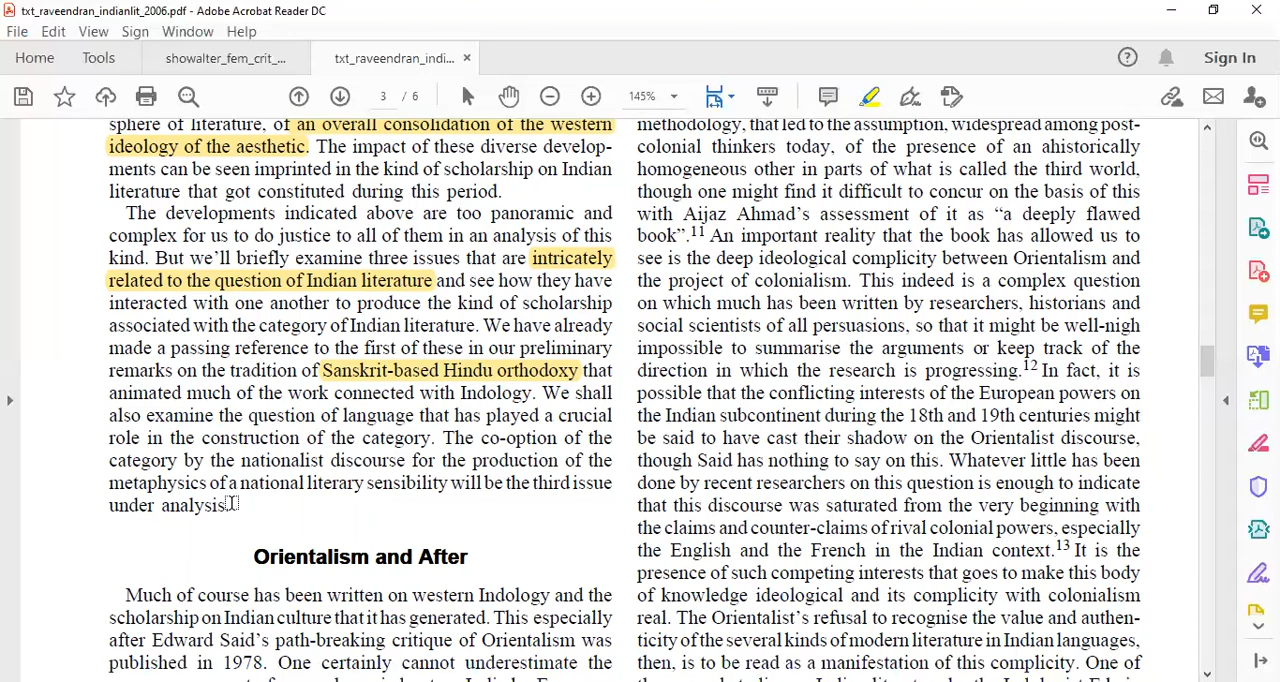 txt_raveendran_indianlit_2006.pdf - Adobe Acrobat Reader DC
File Edit View Sign Window Help
Home Tools showalter_fem_crit_... txt_raveendran_indi... × Sign In
3 / 6 145%
sphere of literature, of an overall consolidation of the western
ideology of the aesthetic. The impact of these diverse develop-
ments can be seen imprinted in the kind of scholarship on Indian
literature that got constituted during this period.
The developments indicated above are too panoramic and
complex for us to do justice to all of them in an analysis of this
kind. But we'll briefly examine three issues that are intricately
related to the question of Indian literature and see how they have
interacted with one another to produce the kind of scholarship
associated with the category of Indian literature. We have already
made a passing reference to the first of these in our preliminary
remarks on the tradition of Sanskrit-based Hindu orthodoxy that
animated much of the work connected with Indology. We shall
also examine the question of language that has played a crucial
role in the construction of the category. The co-option of the
category by the nationalist discourse for the production of the
metaphysics of a national literary sensibility will be the third issue
under analysis.
Orientalism and After
Much of course has been written on western Indology and the
scholarship on Indian culture that it has generated. This especially
after Edward Said's path-breaking critique of Orientalism was
published in 1978. One certainly cannot underestimate the
methodology, that led to the assumption, widespread among post-
colonial thinkers today, of the presence of an ahistorically
homogeneous other in parts of what is called the third world,
though one might find it difficult to concur on the basis of this
with Aijaz Ahmad's assessment of it as “a deeply flawed
book”.11 An important reality that the book has allowed us to
see is the deep ideological complicity between Orientalism and
the project of colonialism. This indeed is a complex question
on which much has been written by researchers, historians and
social scientists of all persuasions, so that it might be well-nigh
impossible to summarise the arguments or keep track of the
direction in which the research is progressing.12 In fact, it is
possible that the conflicting interests of the European powers on
the Indian subcontinent during the 18th and 19th centuries might
be said to have cast their shadow on the Orientalist discourse,
though Said has nothing to say on this. Whatever little has been
done by recent researchers on this question is enough to indicate
that this discourse was saturated from the very beginning with
the claims and counter-claims of rival colonial powers, especially
the English and the French in the Indian context.13 It is the
presence of such competing interests that goes to make this body
of knowledge ideological and its complicity with colonialism
real. The Orientalist's refusal to recognise the value and authen-
ticity of the several kinds of modern literature in Indian languages,
then, is to be read as a manifestation of this complicity. One of